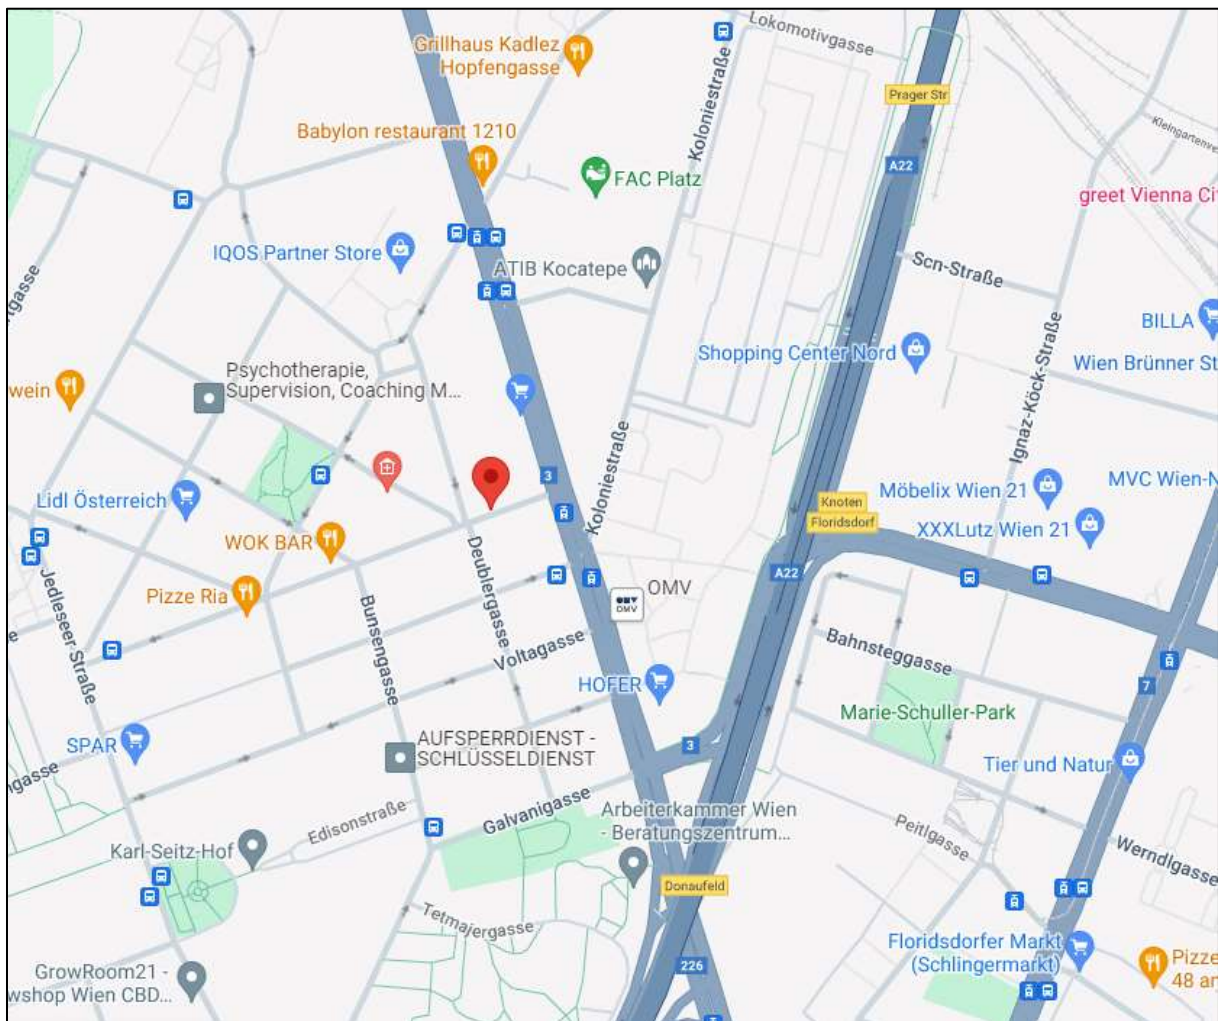 Lokomotivgasse
Grillhaus Kadlez
Hopfengasse
Prager Str
Babylon restaurant 1210
Koloniestraße
A22
FAC Platz
Kleingartenve
greet Vienna Cit
IQOS Partner Store
ATIB Kocatepe
Scn-Straße
tgasse
BILLA
Shopping Center Nord
Wien Brünner St
Psychotherapie,
Supervision, Coaching M...
wein
Ignaz-Köck-Straße
Koloniestraße
3
Lidl Österreich
Möbelix Wien 21
MVC Wien-N
Knoten
Floridsdorf
XXXLutz Wien 21
WOK BAR
Deublergasse
A22
OMV
OMV
Pizze Ria
Jedleseer Straße
Bunsengasse
Voltagasse
Bahnsteggasse
HOFER
7
Marie-Schuller-Park
SPAR
AUFSPERRDIENST -
SCHLÜSSELDIENST
3
Tier und Natur
gasse
Galvanigasse
Edisonstraße
Arbeiterkammer Wien
- Beratungszentrum...
Peitlgasse
Werndlgasse
Karl-Seitz-Hof
Donaufeld
Tetmajergasse
Floridsdorfer Markt
(Schlingermarkt)
226
GrowRoom21 -
wshop Wien CBD...
Pizze
48 an